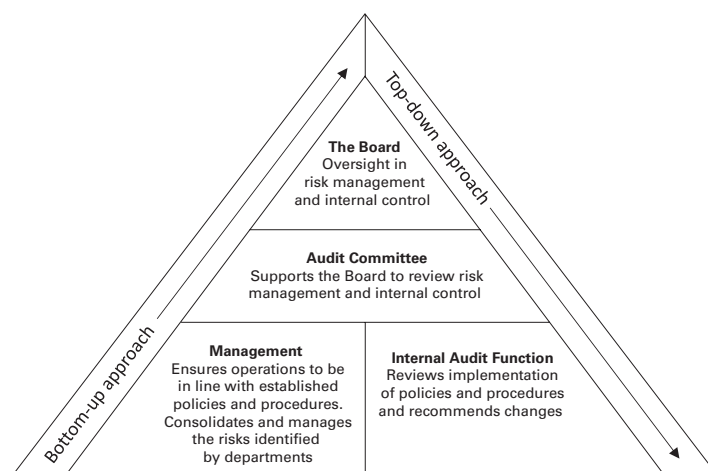 Top-down approach
The Board
Oversight in
risk management
and internal control
Audit Committee
Supports the Board to review risk
management and internal control
Bottom-up approach
Management
Ensures operations to be
in line with established
policies and procedures.
Consolidates and manages
the risks identified
by departments
Internal Audit Function
Reviews implementation
of policies and procedures
and recommends changes